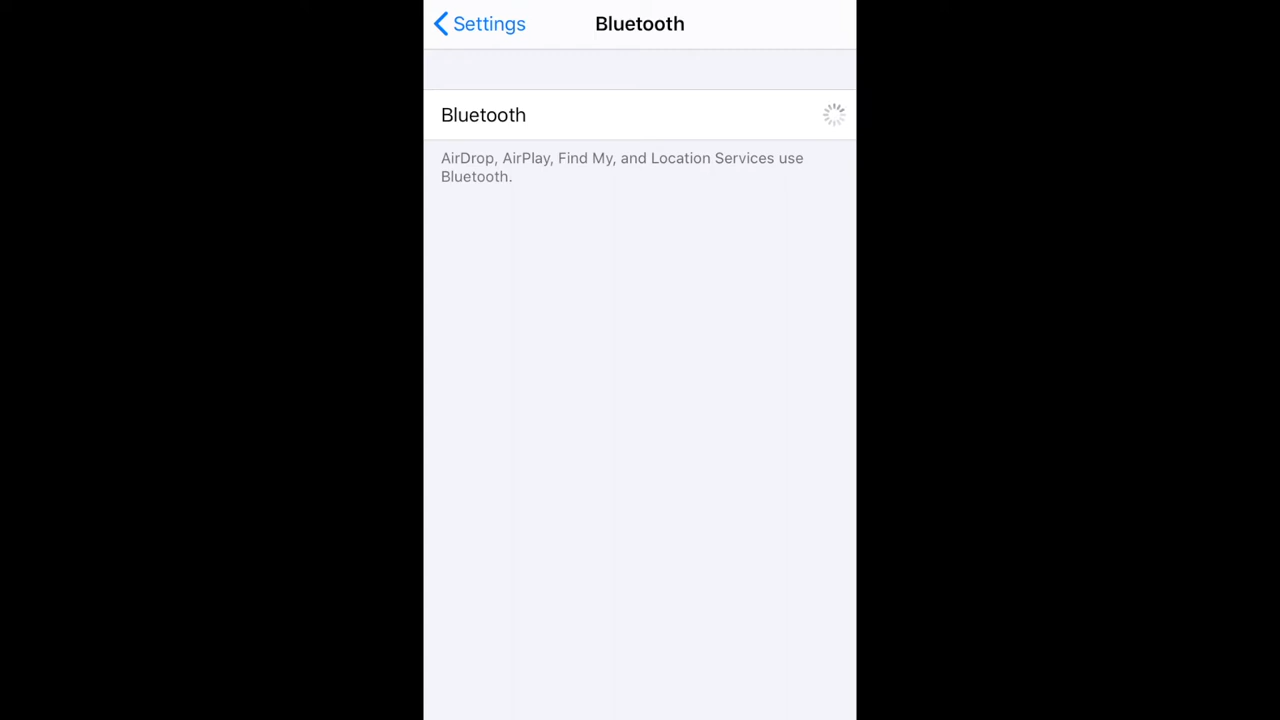 Settings Bluetooth
Bluetooth
AirDrop, AirPlay, Find My, and Location Services use
Bluetooth.